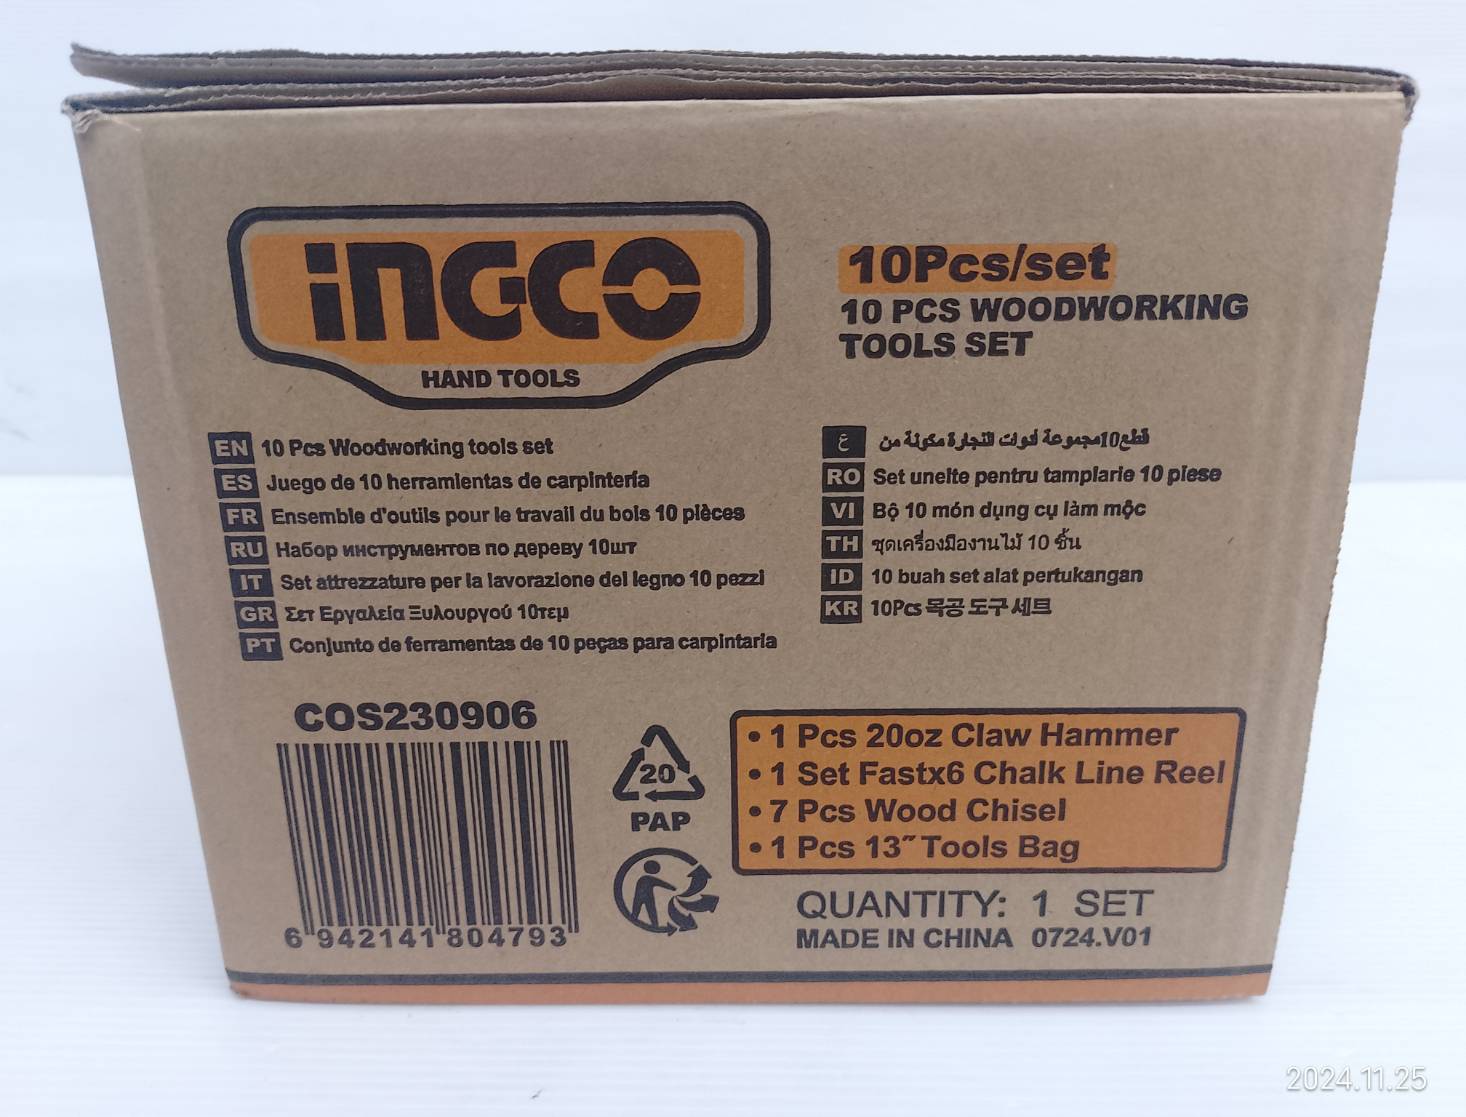 INGCO
HAND TOOLS
10Pcs/set
10 PCS WOODWORKING
TOOLS SET
EN 10 Pcs Woodworking tools set
ES Juego de 10 herramientas de carpintería
FR Ensemble d'outils pour le travail du bois 10 pièces
RU Набор инструментов по дереву 10шт
IT Set attrezzature per la lavorazione del legno 10 pezzi
GR Σετ Εργαλεία Ξυλουργού 10τεμ
PT Conjunto de ferramentas de 10 peças para carpintaria
ع قطع10مجموعة أدوات النجارة مكونة من
RO Set unelte pentru tamplarie 10 piese
VI Bộ 10 món dụng cụ làm mộc
TH ชุดเครื่องมืองานไม้ 10 ชิ้น
ID 10 buah set alat pertukangan
KR 10Pcs 목공 도구 세트
COS230906
6 942141 804793
20
PAP
• 1 Pcs 20oz Claw Hammer
• 1 Set Fastx6 Chalk Line Reel
• 7 Pcs Wood Chisel
• 1 Pcs 13″ Tools Bag
QUANTITY: 1 SET
MADE IN CHINA 0724.V01
2024.11.25